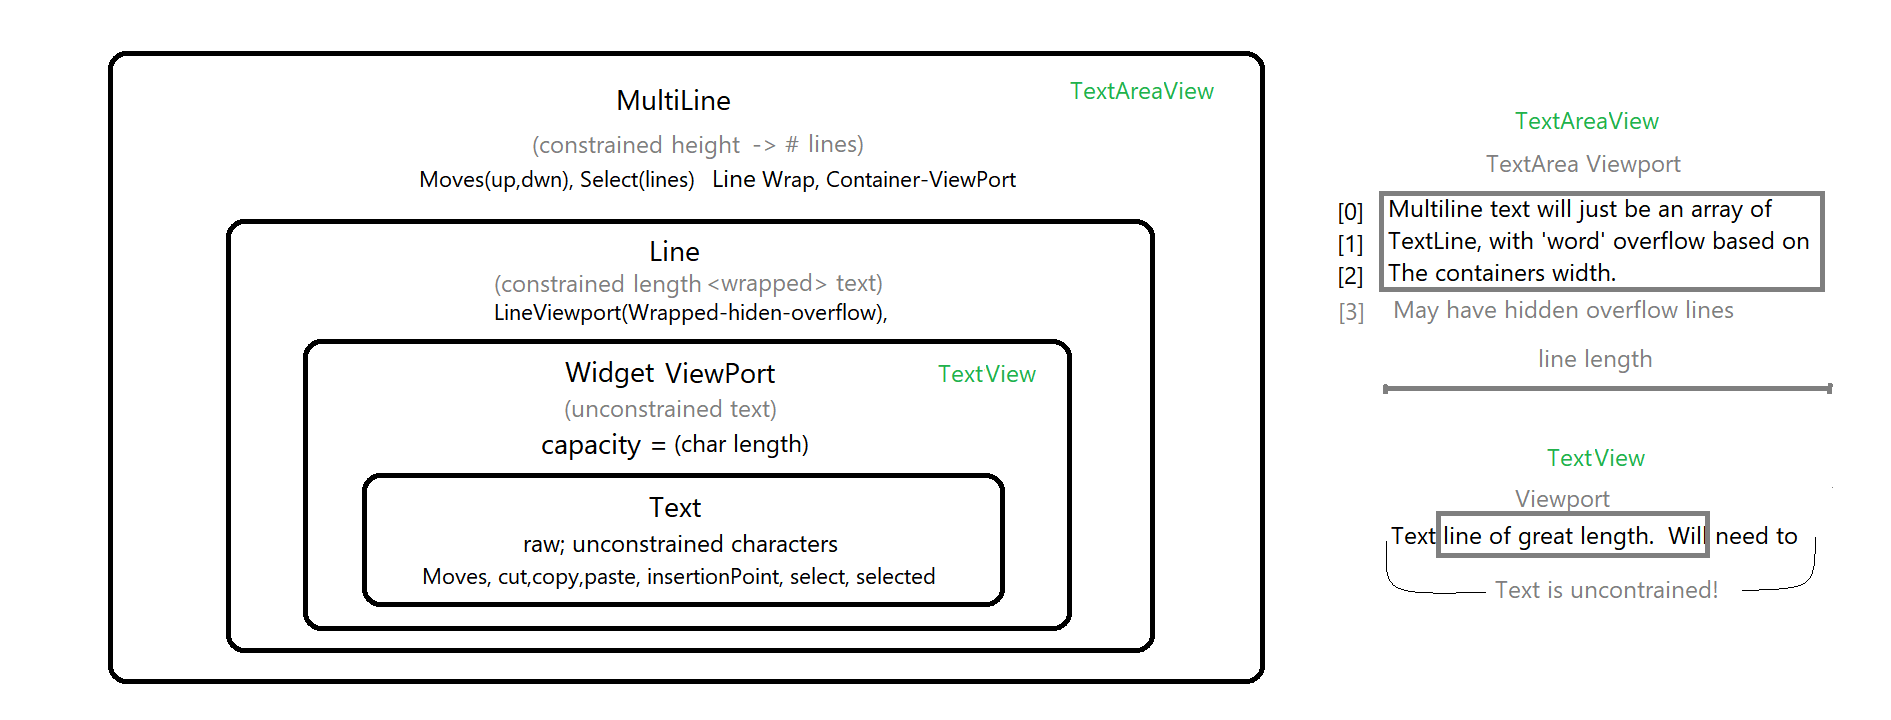 MultiLine
TextAreaView
(constrained height -> # lines)
Moves(up,dwn), Select(lines) Line Wrap, Container-ViewPort
Line
(constrained length <wrapped> text)
LineViewport(Wrapped-hiden-overflow),
Widget ViewPort
TextView
(unconstrained text)
capacity = (char length)
Text
raw; unconstrained characters
Moves, cut,copy,paste, insertionPoint, select, selected
TextAreaView
TextArea Viewport
[0] Multiline text will just be an array of
[1] TextLine, with 'word' overflow based on
[2] The containers width.
[3] May have hidden overflow lines
line length
TextView
Viewport
Text line of great length. Will need to
Text is uncontrained!